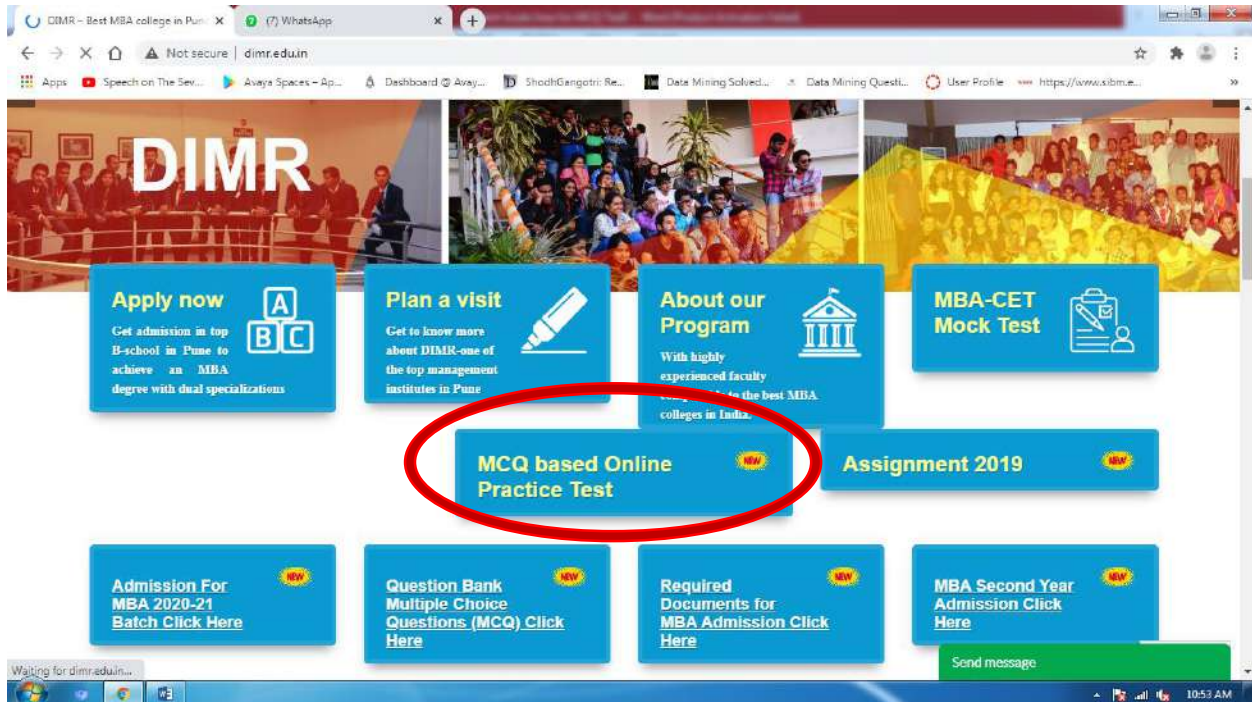 DIMR – Best MBA college in Pun
(7) WhatsApp
Not secure | dimr.edu.in
Apps
Speech on The Sev...
Avaya Spaces – Ap...
Dashboard @ Avay...
ShodhGangotri: Re...
Data Mining Solved...
Data Mining Questi...
User Profile
https://www.sibm.e...
DIMR
Apply now
Get admission in top
B-school in Pune to
achieve an MBA
degree with dual specializations
A
B C
Plan a visit
Get to know more
about DIMR-one of
the top management
institutes in Pune
About our
Program
With highly
experienced faculty
to the best MBA
colleges in India.
MBA-CET
Mock Test
MCQ based Online
Practice Test
NEW
Assignment 2019
NEW
Admission For
MBA 2020-21
Batch Click Here
NEW
Question Bank
Multiple Choice
Questions (MCQ) Click
Here
NEW
Required
Documents for
MBA Admission Click
Here
NEW
MBA Second Year
Admission Click
Here
NEW
Send message
Waiting for dimr.edu.in...
10:53 AM